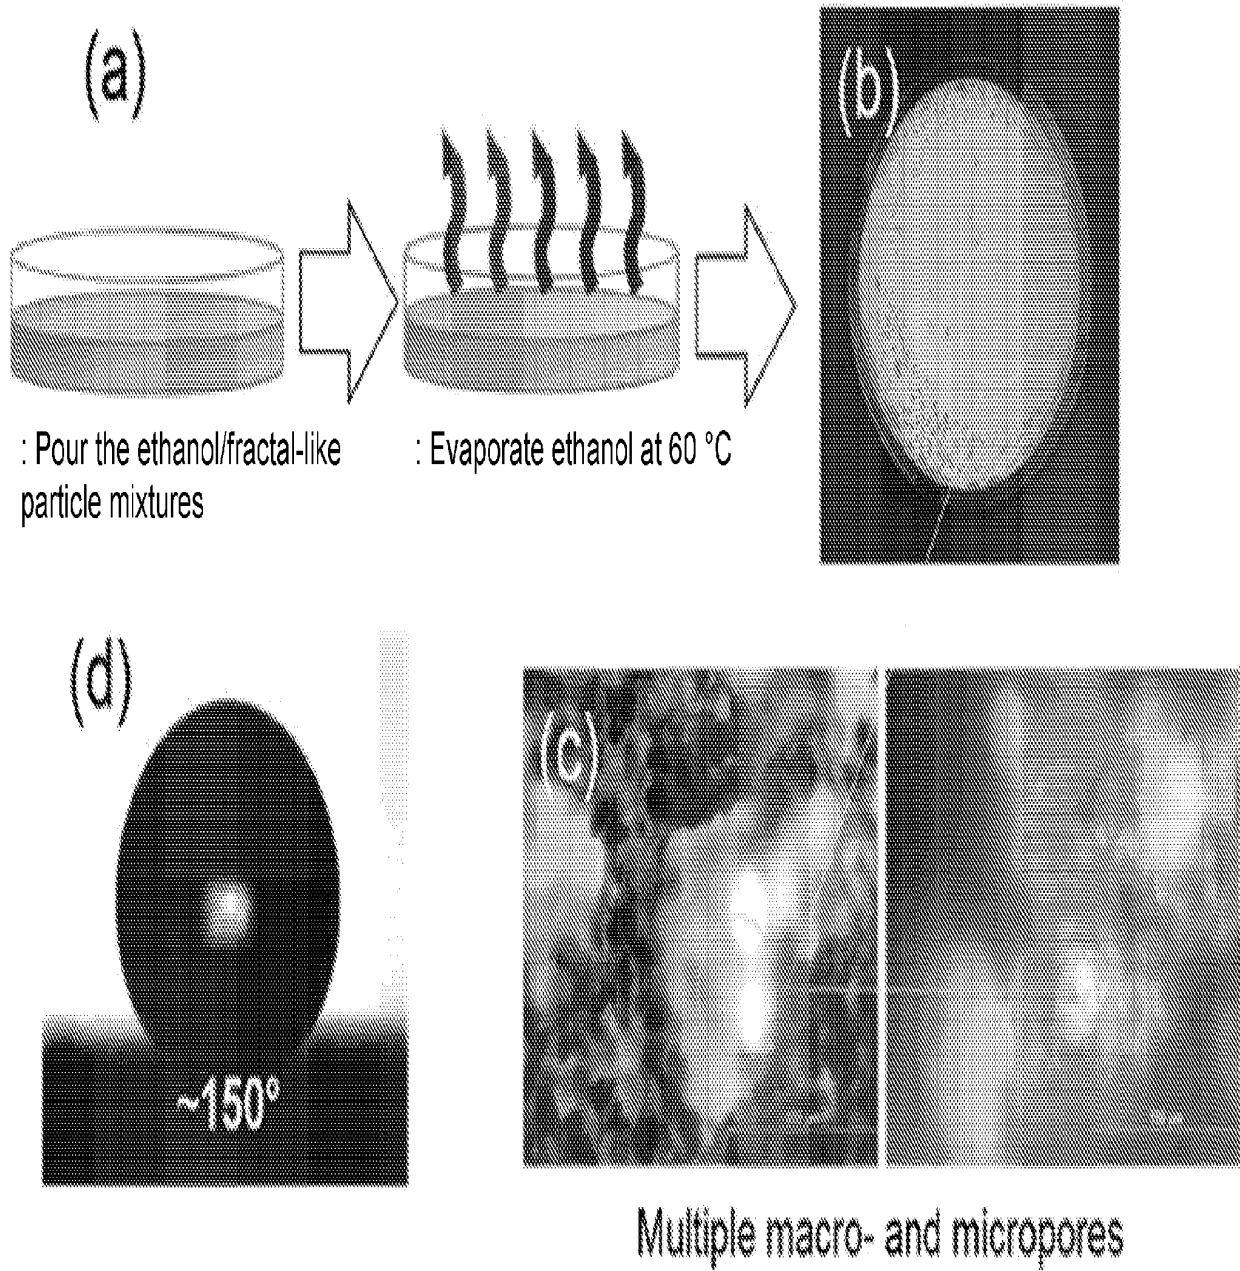 (a)
(b)
: Pour the ethanol/fractal-like
particle mixtures
: Evaporate ethanol at 60 °C
(d)
(c)
~150°
Multiple macro- and micropores